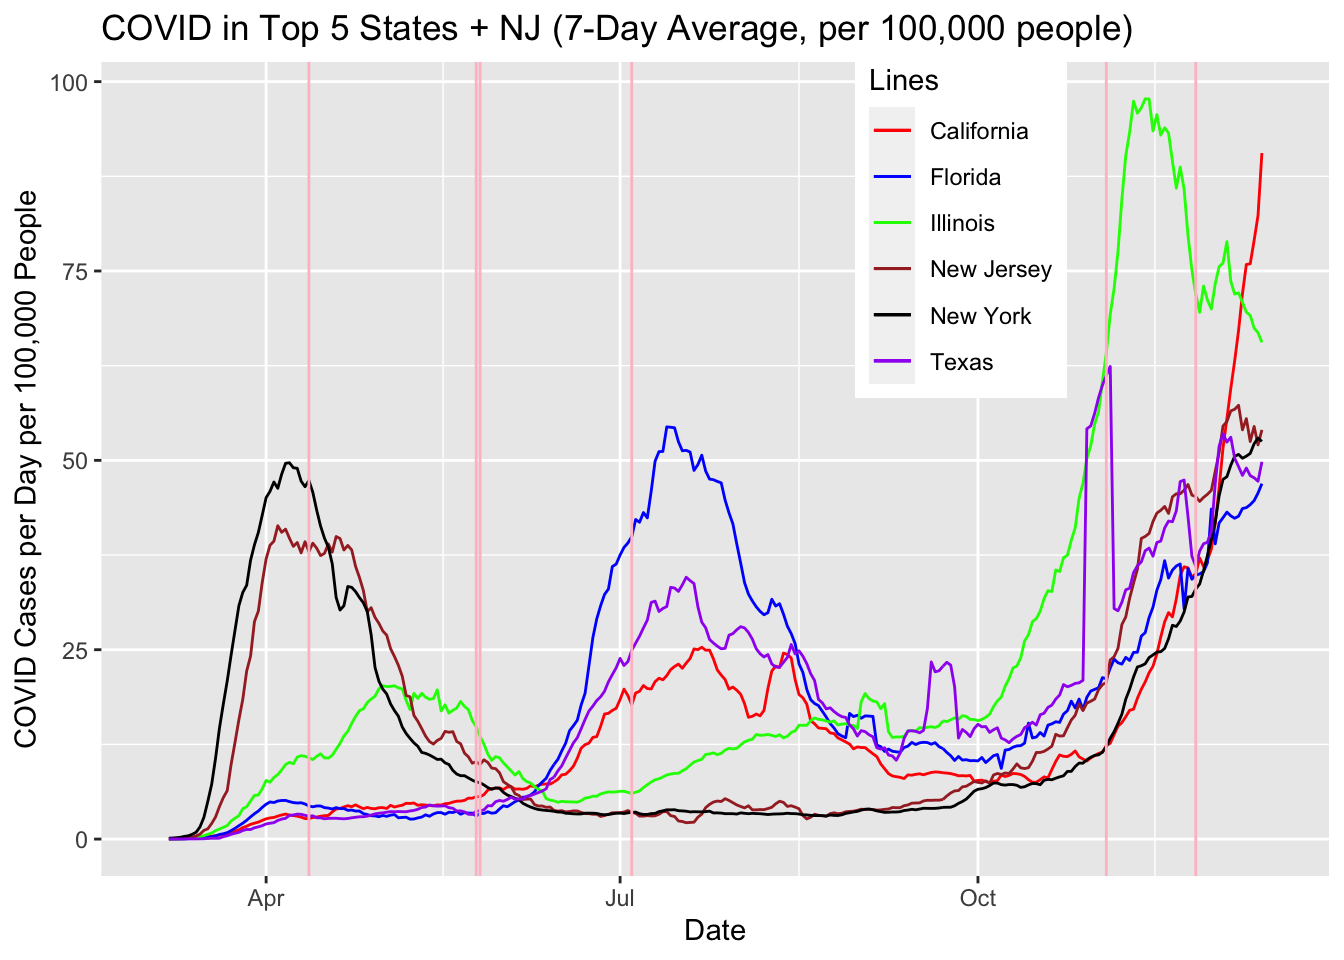 COVID in Top 5 States + NJ (7-Day Average, per 100,000 people)
COVID Cases per Day per 100,000 People
100
75
50
25
0
Lines
California
Florida
Illinois
New Jersey
New York
Texas
Apr
Jul
Oct
Date